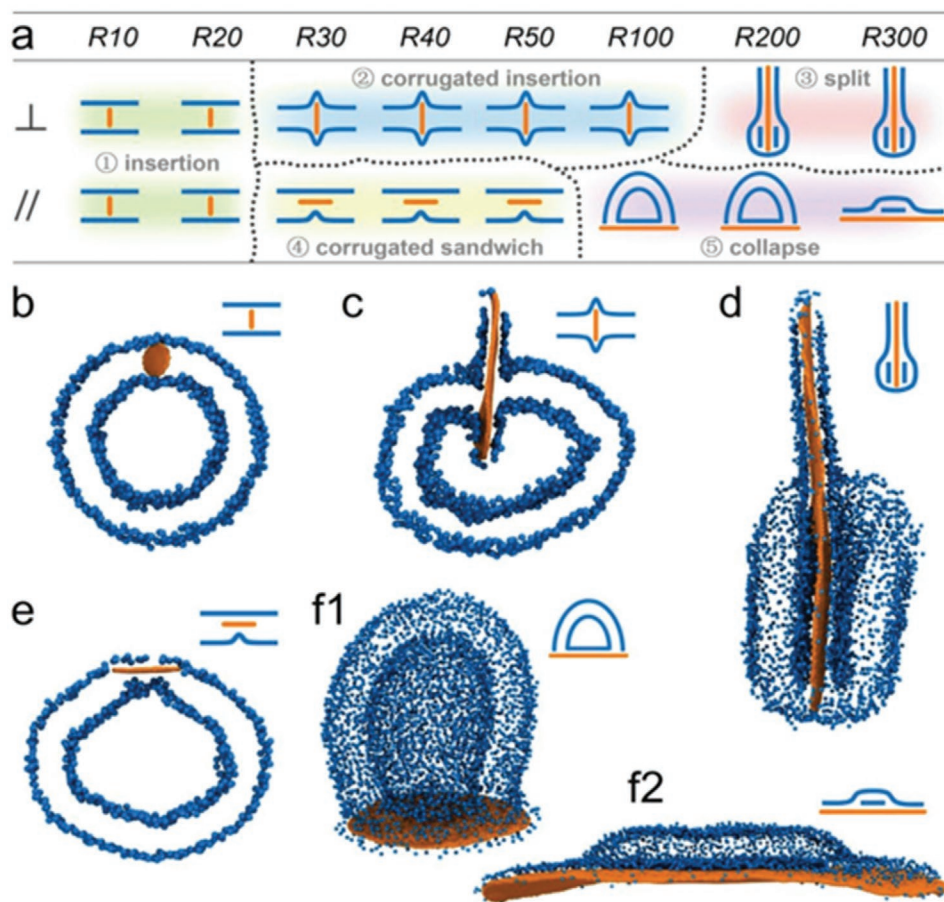 a R10 R20 R30 R40 R50 R100 R200 R300
② corrugated insertion ③ split
⊥
① insertion
//
④ corrugated sandwich ⑤ collapse
b c d
e f1
f2